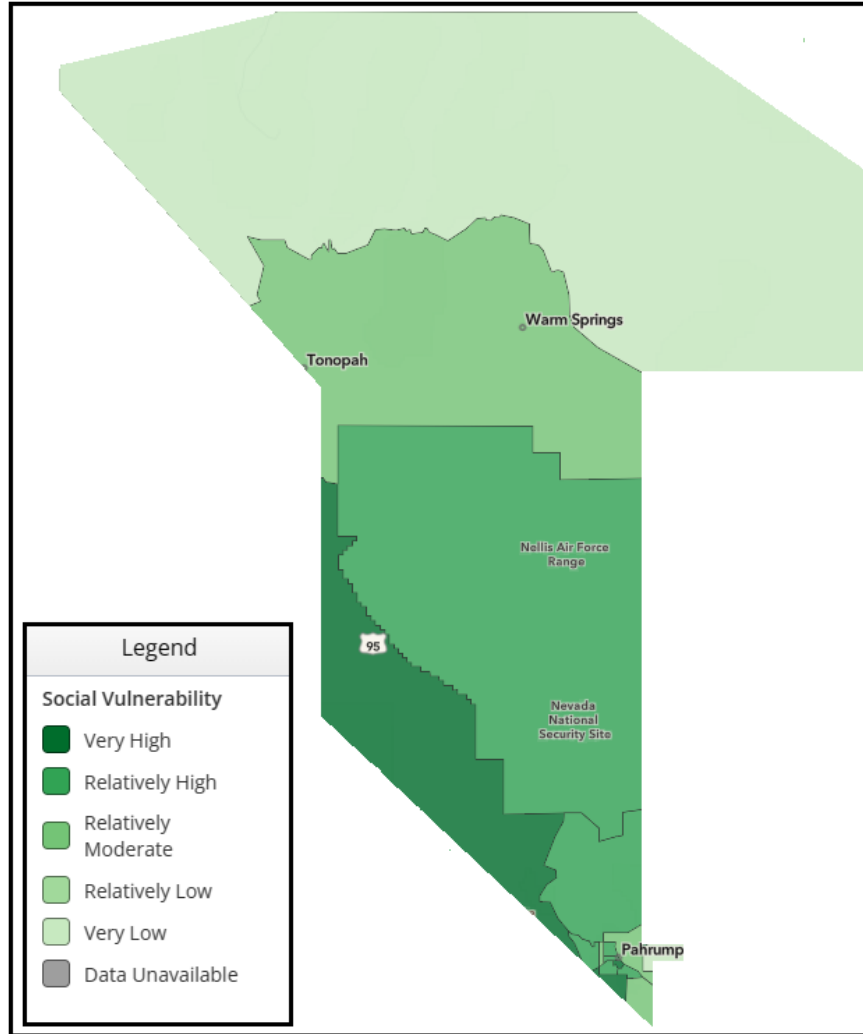 Warm Springs
Tonopah
Nellis Air Force
Range
95
Nevada
National
Security Site
Pahrump
Legend
Social Vulnerability
Very High
Relatively High
Relatively
Moderate
Relatively Low
Very Low
Data Unavailable